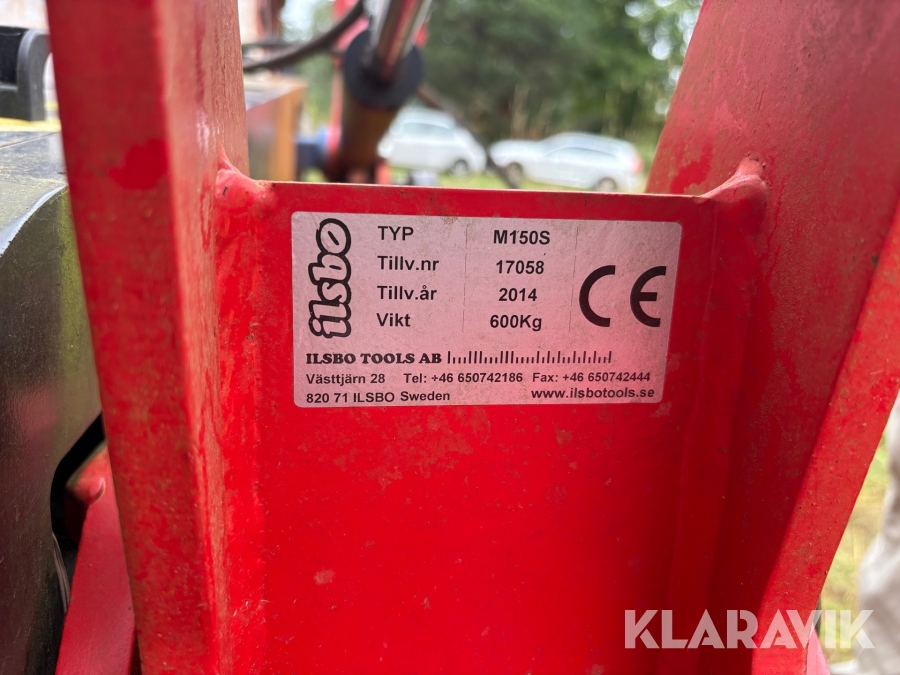 ilsbo
TYP M150S
Tillv.nr 17058
Tillv.år 2014
Vikt 600Kg
CE
ILSBO TOOLS AB
Västtjärn 28 Tel: +46 650742186 Fax: +46 650742444
820 71 ILSBO Sweden www.ilsbotools.se
KLARAVIK